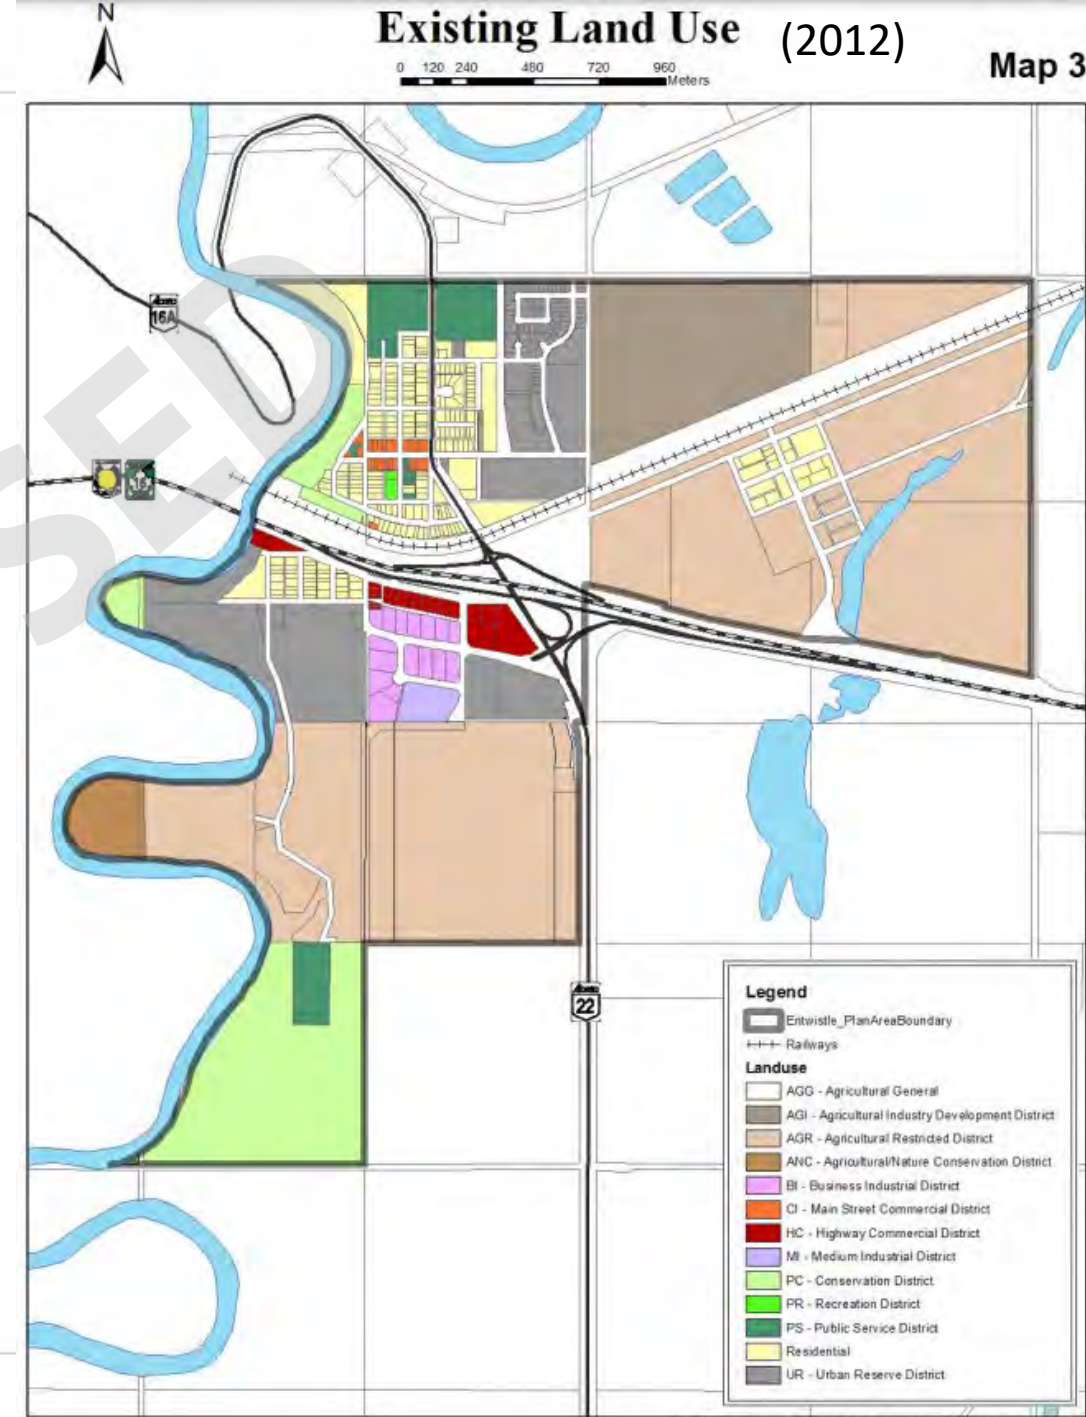 N
Existing Land Use (2012)
Map 3
0 120 240 480 720 960
Meters
16A
16
22
SED
Legend
Entwistle_PlanAreaBoundary
Railways
Landuse
AGG - Agricultural General
AGI - Agricultural Industry Development District
AGR - Agricultural Restricted District
ANC - Agricultural/Nature Conservation District
BI - Business Industrial District
CI - Main Street Commercial District
HC - Highway Commercial District
MI - Medium Industrial District
PC - Conservation District
PR - Recreation District
PS - Public Service District
Residential
UR - Urban Reserve District